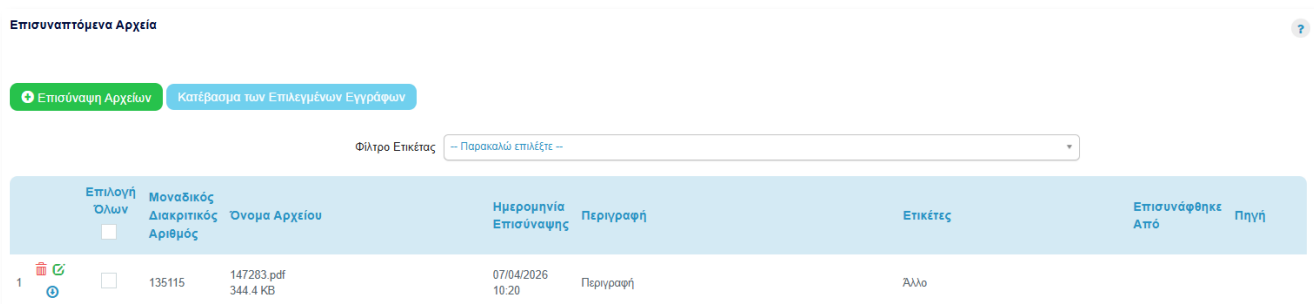 Επισυναπτόμενα Αρχεία
?
Επισύναψη Αρχείων Κατέβασμα των Επιλεγμένων Εγγράφων
Φίλτρο Ετικέτας -- Παρακαλώ επιλέξτε --
Επιλογή Όλων Μοναδικός Διακριτικός Αριθμός Όνομα Αρχείου Ημερομηνία Επισύναψης Περιγραφή Ετικέτες Επισυνάφθηκε Από Πηγή
1 135115 147283.pdf 07/04/2026 Περιγραφή Άλλο
344.4 KB 10:20